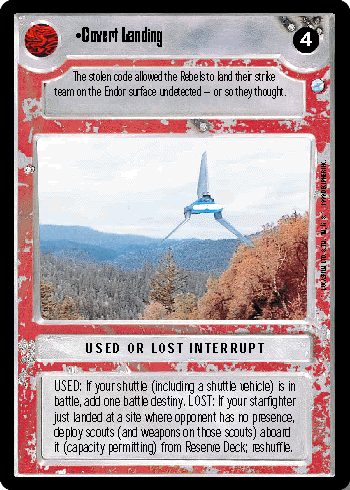 •Covert Landing
4
The stolen code allowed the Rebels to land their strike
team on the Endor surface undetected – or so they thought.
USED OR LOST INTERRUPT
USED: If your shuttle (including a shuttle vehicle) is in
battle, add one battle destiny. LOST: If your starfighter
just landed at a site where opponent has no presence,
deploy scouts (and weapons on those scouts) aboard
it (capacity permitting) from Reserve Deck; reshuffle.